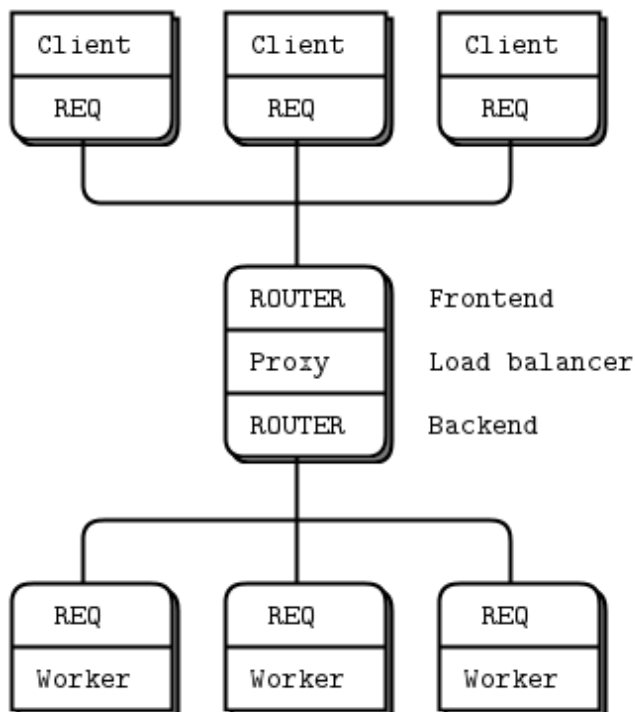 Client Client Client
REQ REQ REQ
ROUTER Frontend
Proxy Load balancer
ROUTER Backend
REQ REQ REQ
Worker Worker Worker